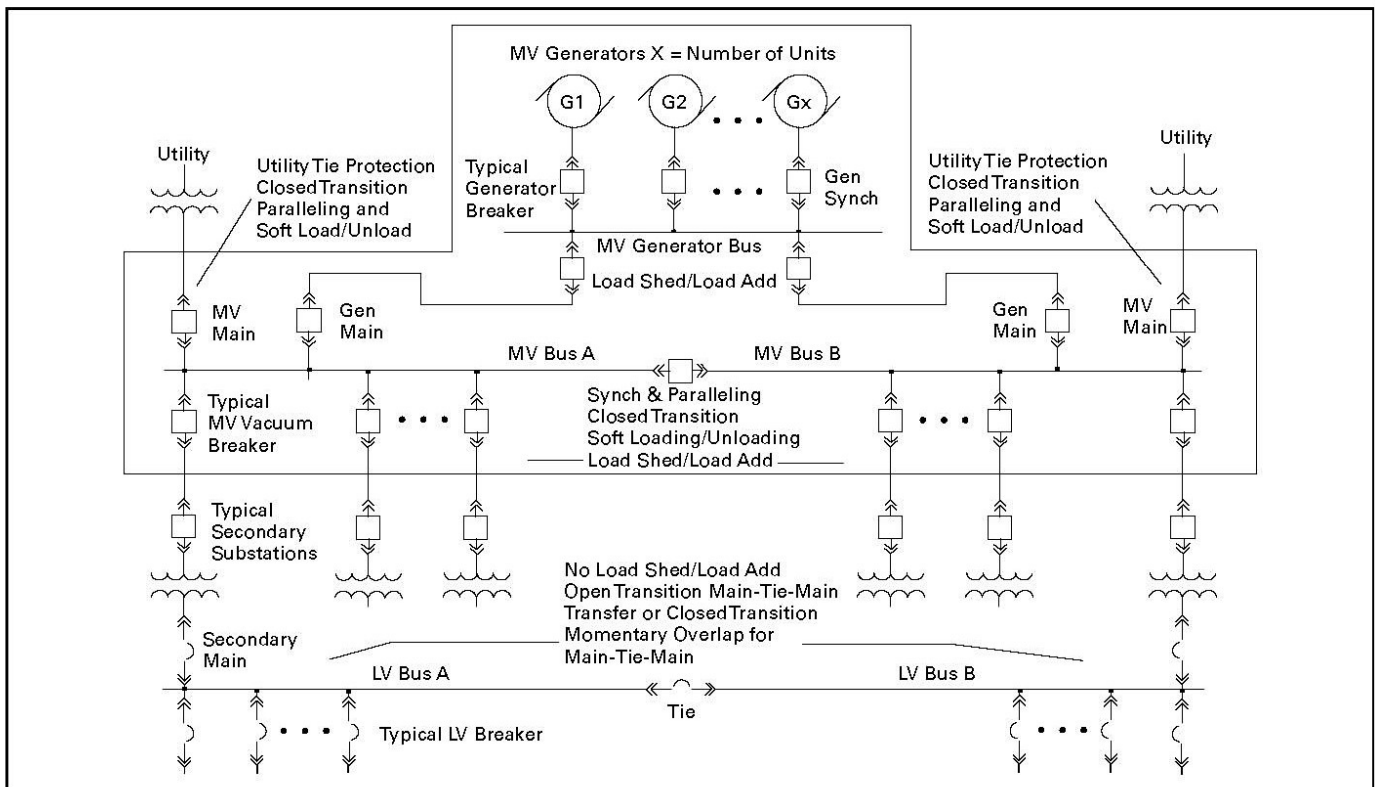 MV Generators X = Number of Units
G1
G2
Gx
Utility
Utility Tie Protection
Closed Transition
Paralleling and
Soft Load/Unload
Typical
Generator
Breaker
Gen
Synch
Utility Tie Protection
Closed Transition
Paralleling and
Soft Load/Unload
Utility
MV Generator Bus
Load Shed/Load Add
MV
Main
Gen
Main
Gen
Main
MV
Main
MV Bus A
MV Bus B
Typical
MV Vacuum
Breaker
Synch & Paralleling
Closed Transition
Soft Loading/Unloading
Load Shed/Load Add
Typical
Secondary
Substations
No Load Shed/Load Add
Open Transition Main-Tie-Main
Transfer or Closed Transition
Momentary Overlap for
Main-Tie-Main
Secondary
Main
LV Bus A
LV Bus B
Tie
Typical LV Breaker